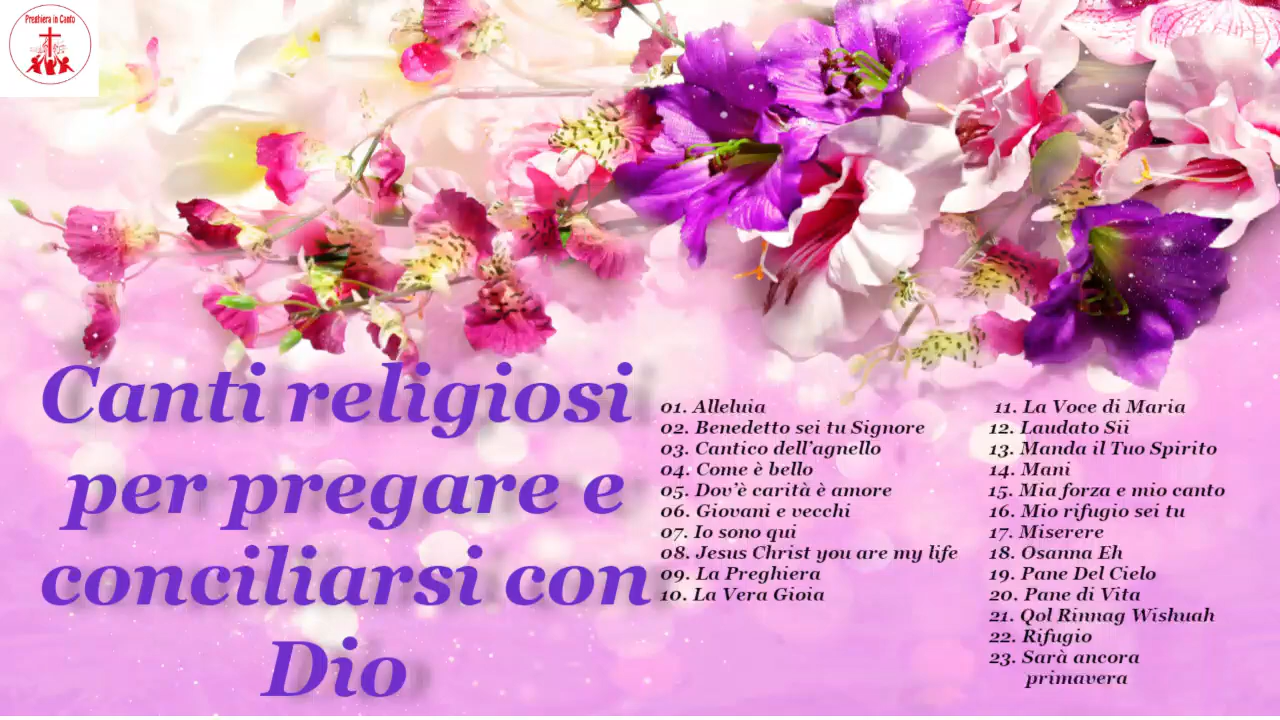 Preghiera in Canto
Canti religiosi
per pregare e
conciliarsi con
Dio
01. Alleluia
02. Benedetto sei tu Signore
03. Cantico dell'agnello
04. Come è bello
05. Dov'è carità è amore
06. Giovani e vecchi
07. Io sono qui
08. Jesus Christ you are my life
09. La Preghiera
10. La Vera Gioia
11. La Voce di Maria
12. Laudato Sii
13. Manda il Tuo Spirito
14. Mani
15. Mia forza e mio canto
16. Mio rifugio sei tu
17. Miserere
18. Osanna Eh
19. Pane Del Cielo
20. Pane di Vita
21. Qol Rinnag Wishuah
22. Rifugio
23. Sarà ancora
primavera